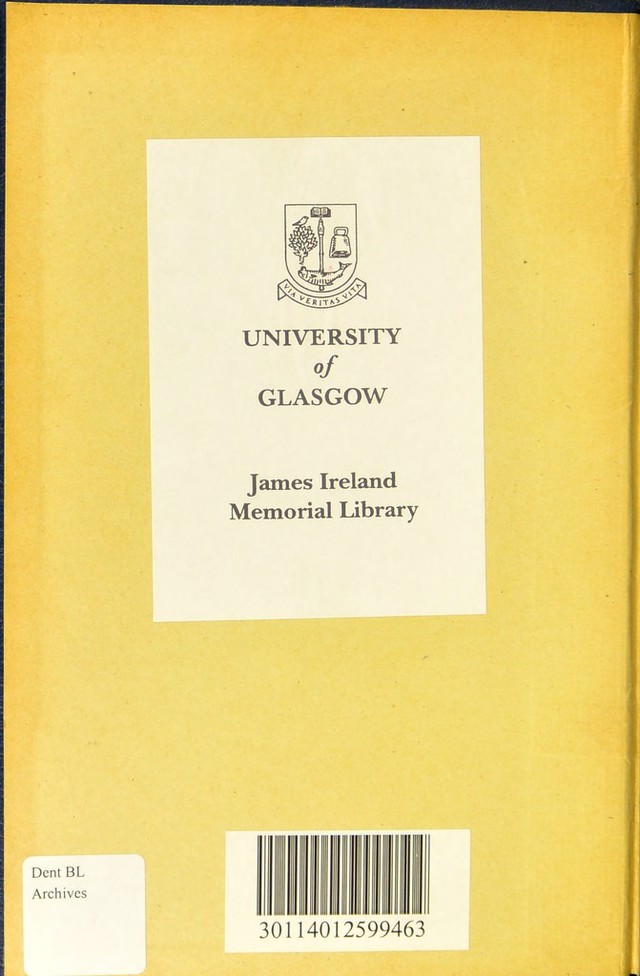 VIA VERITAS VITA
UNIVERSITY
of
GLASGOW
James Ireland
Memorial Library
Dent BL
Archives
30114012599463